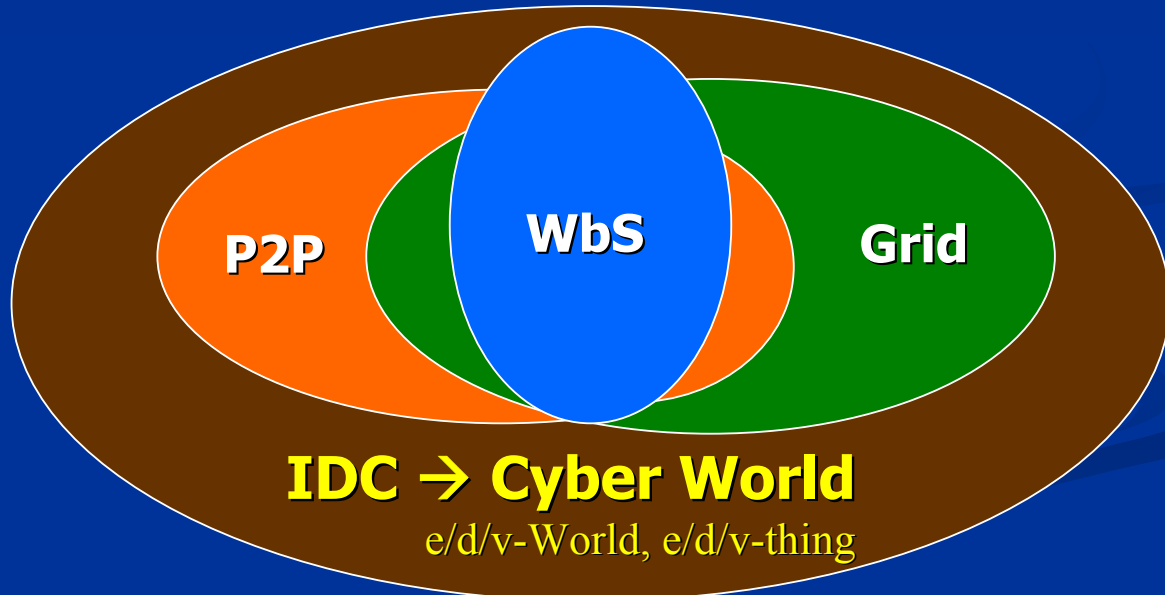 WbS
P2P
Grid
IDC → Cyber World
e/d/v-World, e/d/v-thing